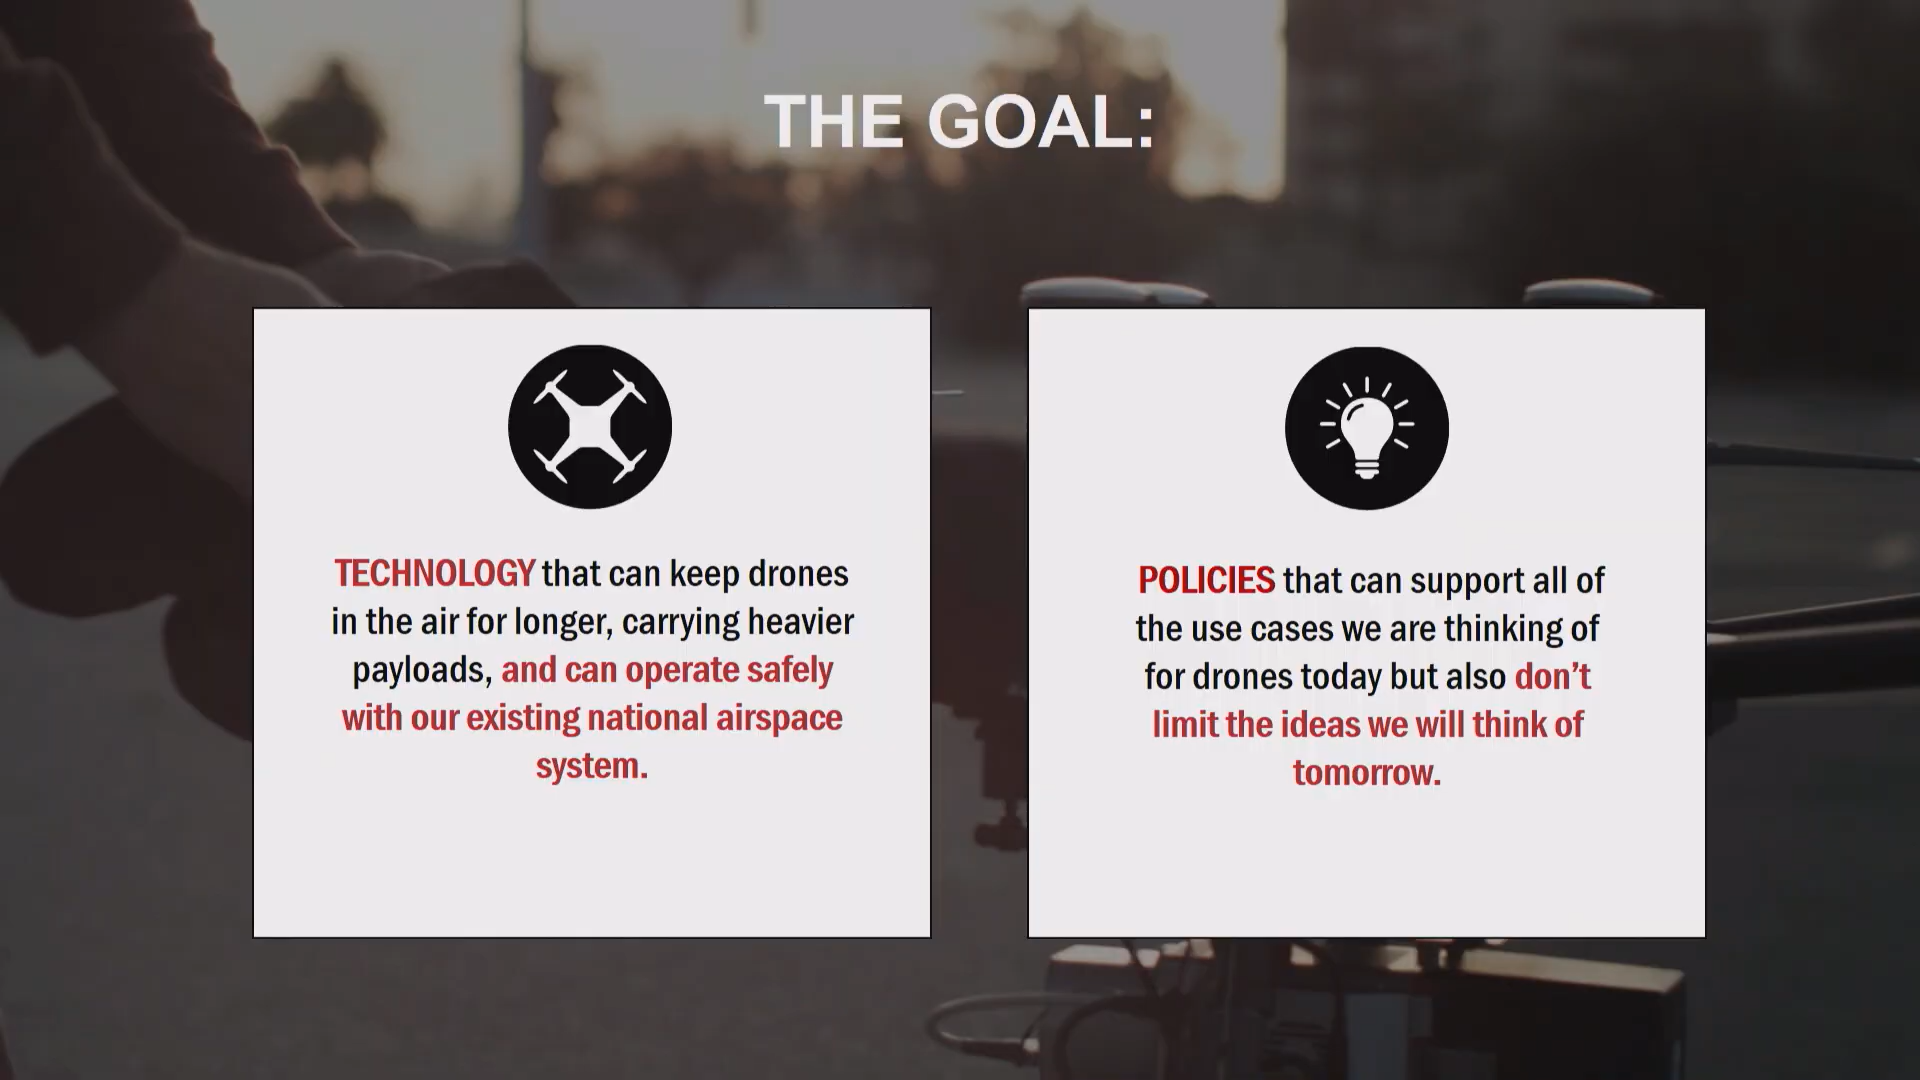 THE GOAL:
TECHNOLOGY that can keep drones
in the air for longer, carrying heavier
payloads, and can operate safely
with our existing national airspace
system.
POLICIES that can support all of
the use cases we are thinking of
for drones today but also don’t
limit the ideas we will think of
tomorrow.